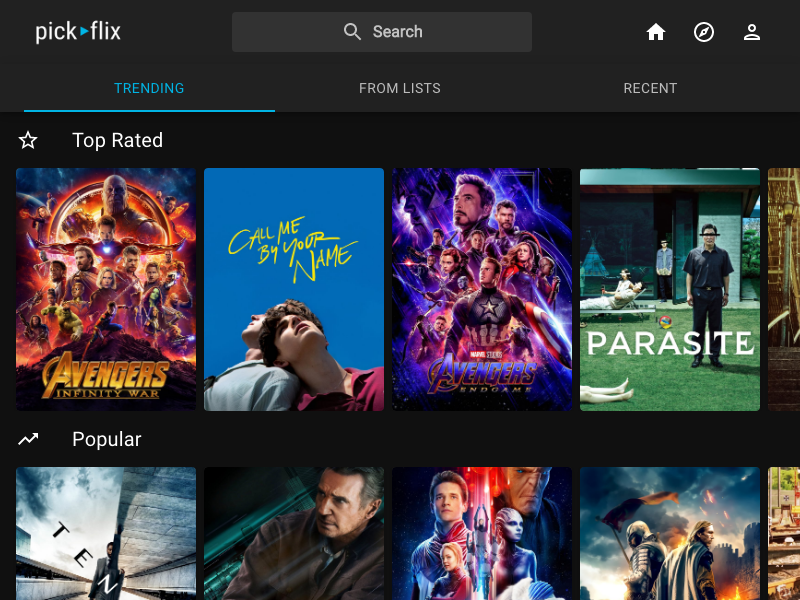 pick flix
Search
TRENDING
FROM LISTS
RECENT
Top Rated
AVENGERS
INFINITY WAR
CALL ME
BY YOUR
NAME
MARVEL STUDIOS
AVENGERS
ENDGAME
PARASITE
Popular
TEN